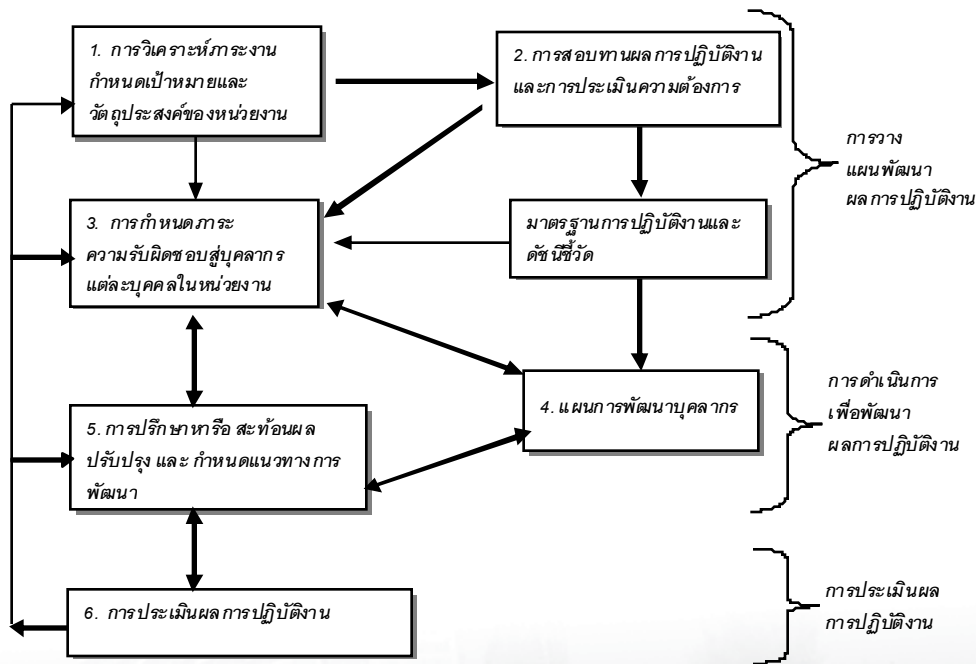 1. การวิเคราะห์ภาระงาน
กำหนดเป้าหมายและ
วัตถุประสงค์ของหน่วยงาน
2. การสอบทานผลการปฏิบัติงาน
และการประเมินความต้องการ
การวาง
แผนพัฒนา
ผลการปฏิบัติงาน
3. การกำหนดภาระ
ความรับผิดชอบสู่บุคลากร
แต่ละบุคคลในหน่วยงาน
มาตรฐานการปฏิบัติงานและ
ดัชนีชี้วัด
4. แผนการพัฒนาบุคลากร
การดำเนินการ
เพื่อพัฒนา
ผลการปฏิบัติงาน
5. การปรึกษาหารือ สะท้อนผล
ปรับปรุง และ กำหนดแนวทางการ
พัฒนา
6. การประเมินผลการปฏิบัติงาน
การประเมินผล
การปฏิบัติงาน